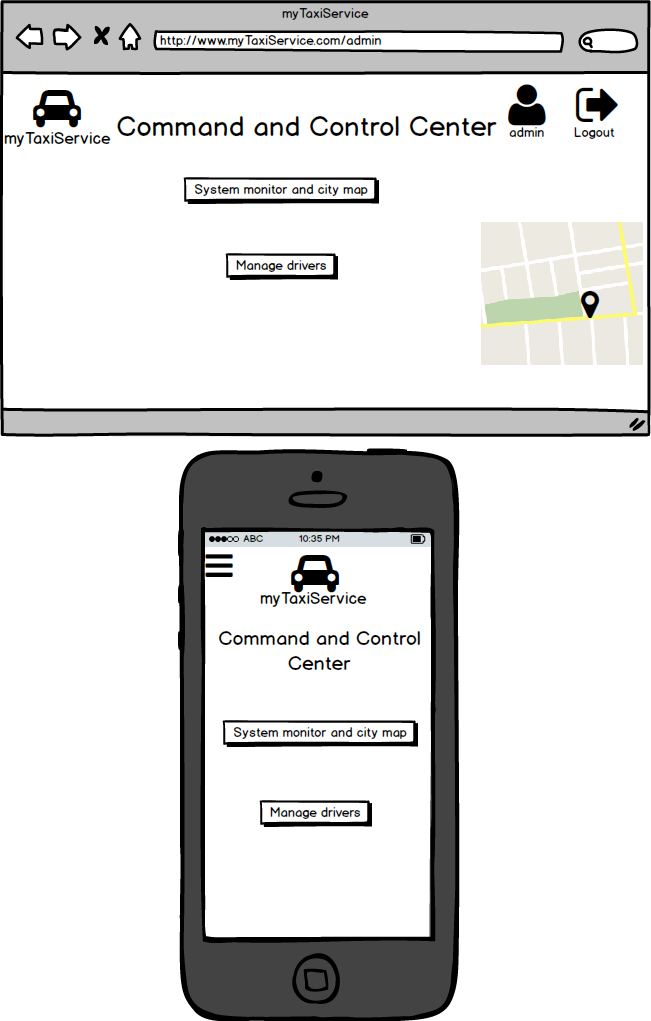 myTaxiService
http://www.myTaxiService.com/admin
myTaxiService
Command and Control Center
admin
Logout
System monitor and city map
Manage drivers
ABC
10:35 PM
myTaxiService
Command and Control
Center
System monitor and city map
Manage drivers